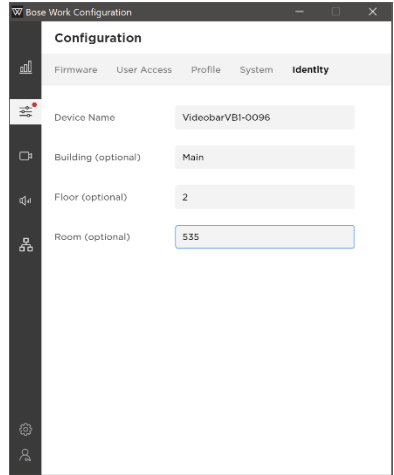 Bose Work Configuration
Configuration
Firmware User Access Profile System Identity
Device Name VideobarVB1-0096
Building (optional) Main
Floor (optional) 2
Room (optional) 535